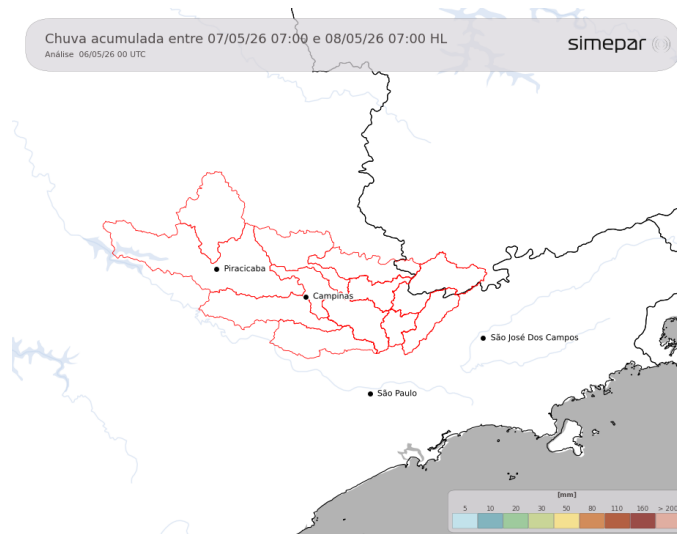 Chuva acumulada entre 07/05/26 07:00 e 08/05/26 07:00 HL
Análise 06/05/26 00 UTC
simepar
Piracicaba
Campinas
São José Dos Campos
São Paulo
[mm]
5 10 20 30 50 80 110 160 > 200